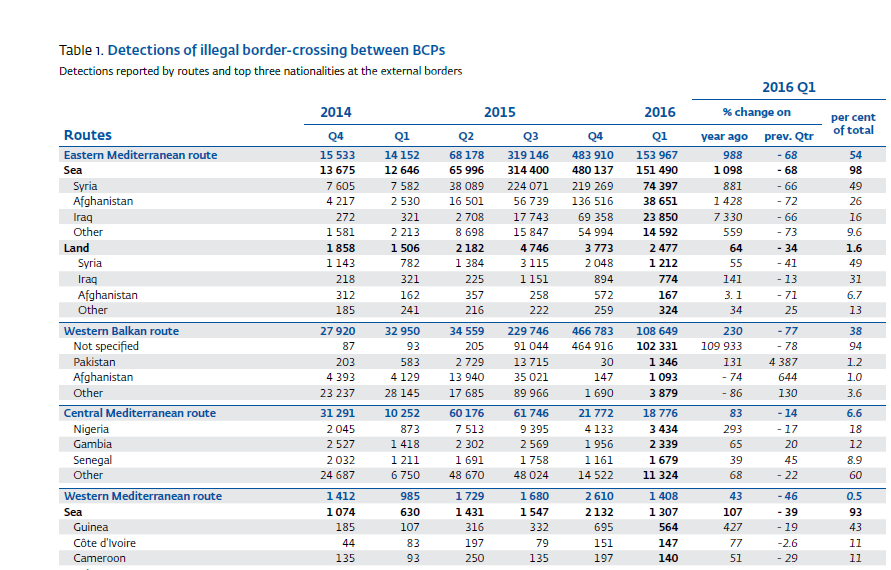 Table 1. Detections of illegal border-crossing between BCPs
Detections reported by routes and top three nationalities at the external borders
2016 Q1
2014 2015 2016 % change on per cent of total
Routes Q4 Q1 Q2 Q3 Q4 Q1 year ago prev. Qtr
Eastern Mediterranean route 15 533 14 152 68 178 319 146 483 910 153 967 988 - 68 54
Sea 13 675 12 646 65 996 314 400 480 137 151 490 1 098 - 68 98
Syria 7 605 7 582 38 089 224 071 219 269 74 397 881 - 66 49
Afghanistan 4 217 2 530 16 501 56 739 136 516 38 651 1 428 - 72 26
Iraq 272 321 2 708 17 743 69 358 23 850 7 330 - 66 16
Other 1 581 2 213 8 698 15 847 54 994 14 592 559 - 73 9.6
Land 1 858 1 506 2 182 4 746 3 773 2 477 64 - 34 1.6
Syria 1 143 782 1 384 3 115 2 048 1 212 55 - 41 49
Iraq 218 321 225 1 151 894 774 141 - 13 31
Afghanistan 312 162 357 258 572 167 3. 1 - 71 6.7
Other 185 241 216 222 259 324 34 25 13
Western Balkan route 27 920 32 950 34 559 229 746 466 783 108 649 230 - 77 38
Not specified 87 93 205 91 044 464 916 102 331 109 933 - 78 94
Pakistan 203 583 2 729 13 715 30 1 346 131 4 387 1.2
Afghanistan 4 393 4 129 13 940 35 021 147 1 093 - 74 644 1.0
Other 23 237 28 145 17 685 89 966 1 690 3 879 - 86 130 3.6
Central Mediterranean route 31 291 10 252 60 176 61 746 21 772 18 776 83 - 14 6.6
Nigeria 2 045 873 7 513 9 395 4 133 3 434 293 - 17 18
Gambia 2 527 1 418 2 302 2 569 1 956 2 339 65 20 12
Senegal 2 032 1 211 1 691 1 758 1 161 1 679 39 45 8.9
Other 24 687 6 750 48 670 48 024 14 522 11 324 68 - 22 60
Western Mediterranean route 1 412 985 1 729 1 680 2 610 1 408 43 - 46 0.5
Sea 1 074 630 1 431 1 547 2 132 1 307 107 - 39 93
Guinea 185 107 316 332 695 564 427 - 19 43
Côte d'Ivoire 44 83 197 79 151 147 77 -2.6 11
Cameroon 135 93 250 135 197 140 51 - 29 11